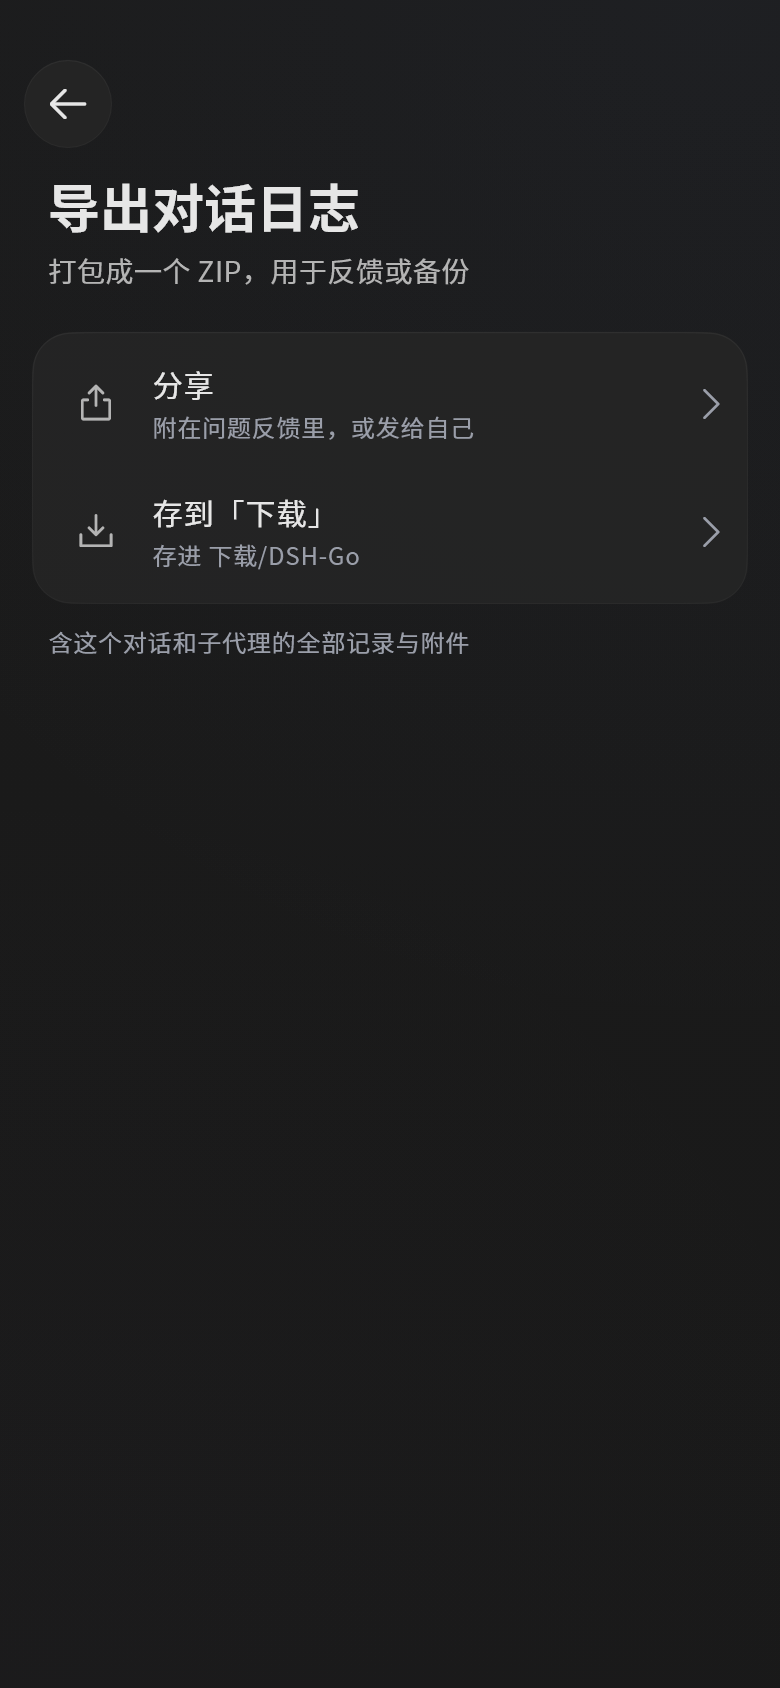 导出对话日志
打包成一个 ZIP，用于反馈或备份
分享
附在问题反馈里，或发给自己
存到「下载」
存进 下载/DSH-Go
含这个对话和子代理的全部记录与附件